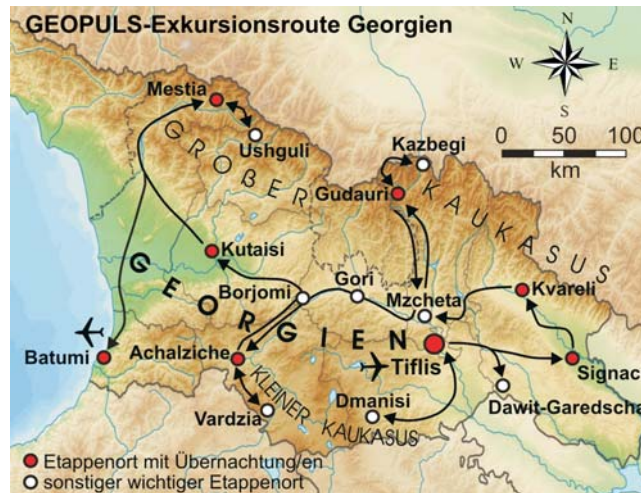 GEOPULS-Exkursionsroute Georgien
N
W E
S
0 50 100
km
Mestia
Ushguli
GROßER
Kazbegi
Gudauri
KAUKASUS
Kutaisi
GEORGIEN
Gori
Borjomi
Mzcheta
Kvareli
Batumi
Achalziche
Tiflis
Signac
Dawit-Garedscha
KLEINER
KAUKASUS
Vardzia
Dmanisi
Etappenort mit Übernachtung/en
sonstiger wichtiger Etappenort